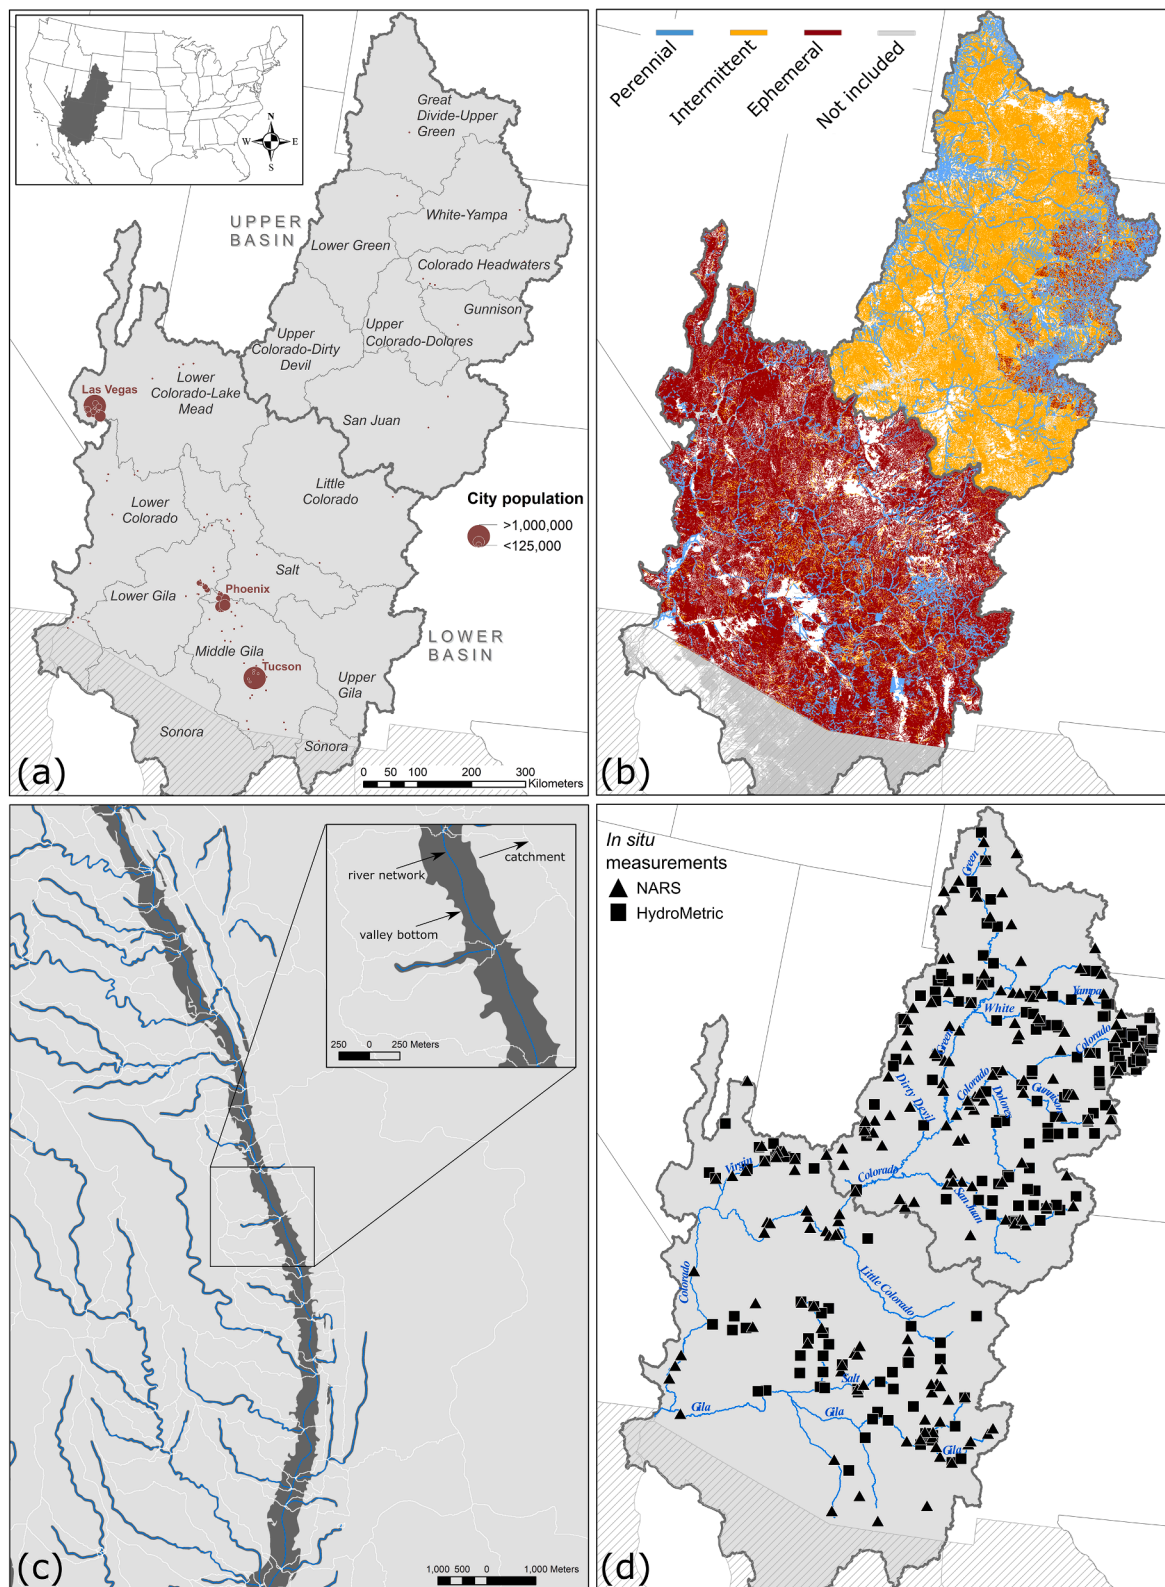 N
W
E
S
Great
Divide-Upper
Green
UPPER
BASIN
White-Yampa
Lower Green
Colorado Headwaters
Gunnison
Upper
Colorado-Dirty
Devil
Upper
Colorado-Dolores
Las Vegas
Lower
Colorado-Lake
Mead
San Juan
Little
Colorado
City population
>1,000,000
<125,000
Lower
Colorado
Salt
Phoenix
Lower Gila
LOWER
BASIN
Middle Gila
Tucson
Upper
Gila
Sonora
Sonora
(a)
0 50 100 200 300
Kilometers
Perennial
Intermittent
Ephemeral
Not included
(b)
river network
catchment
valley bottom
250 0 250 Meters
(c)
1,000 500 0 1,000 Meters
In situ
measurements
NARS
HydroMetric
Green
Yampa
White
Green
Colorado
Colorado
Dirty Devil
Dolores
Gunnison
Virgin
Colorado
San Juan
Colorado
Little Colorado
Salt
Gila
Gila
Gila
(d)